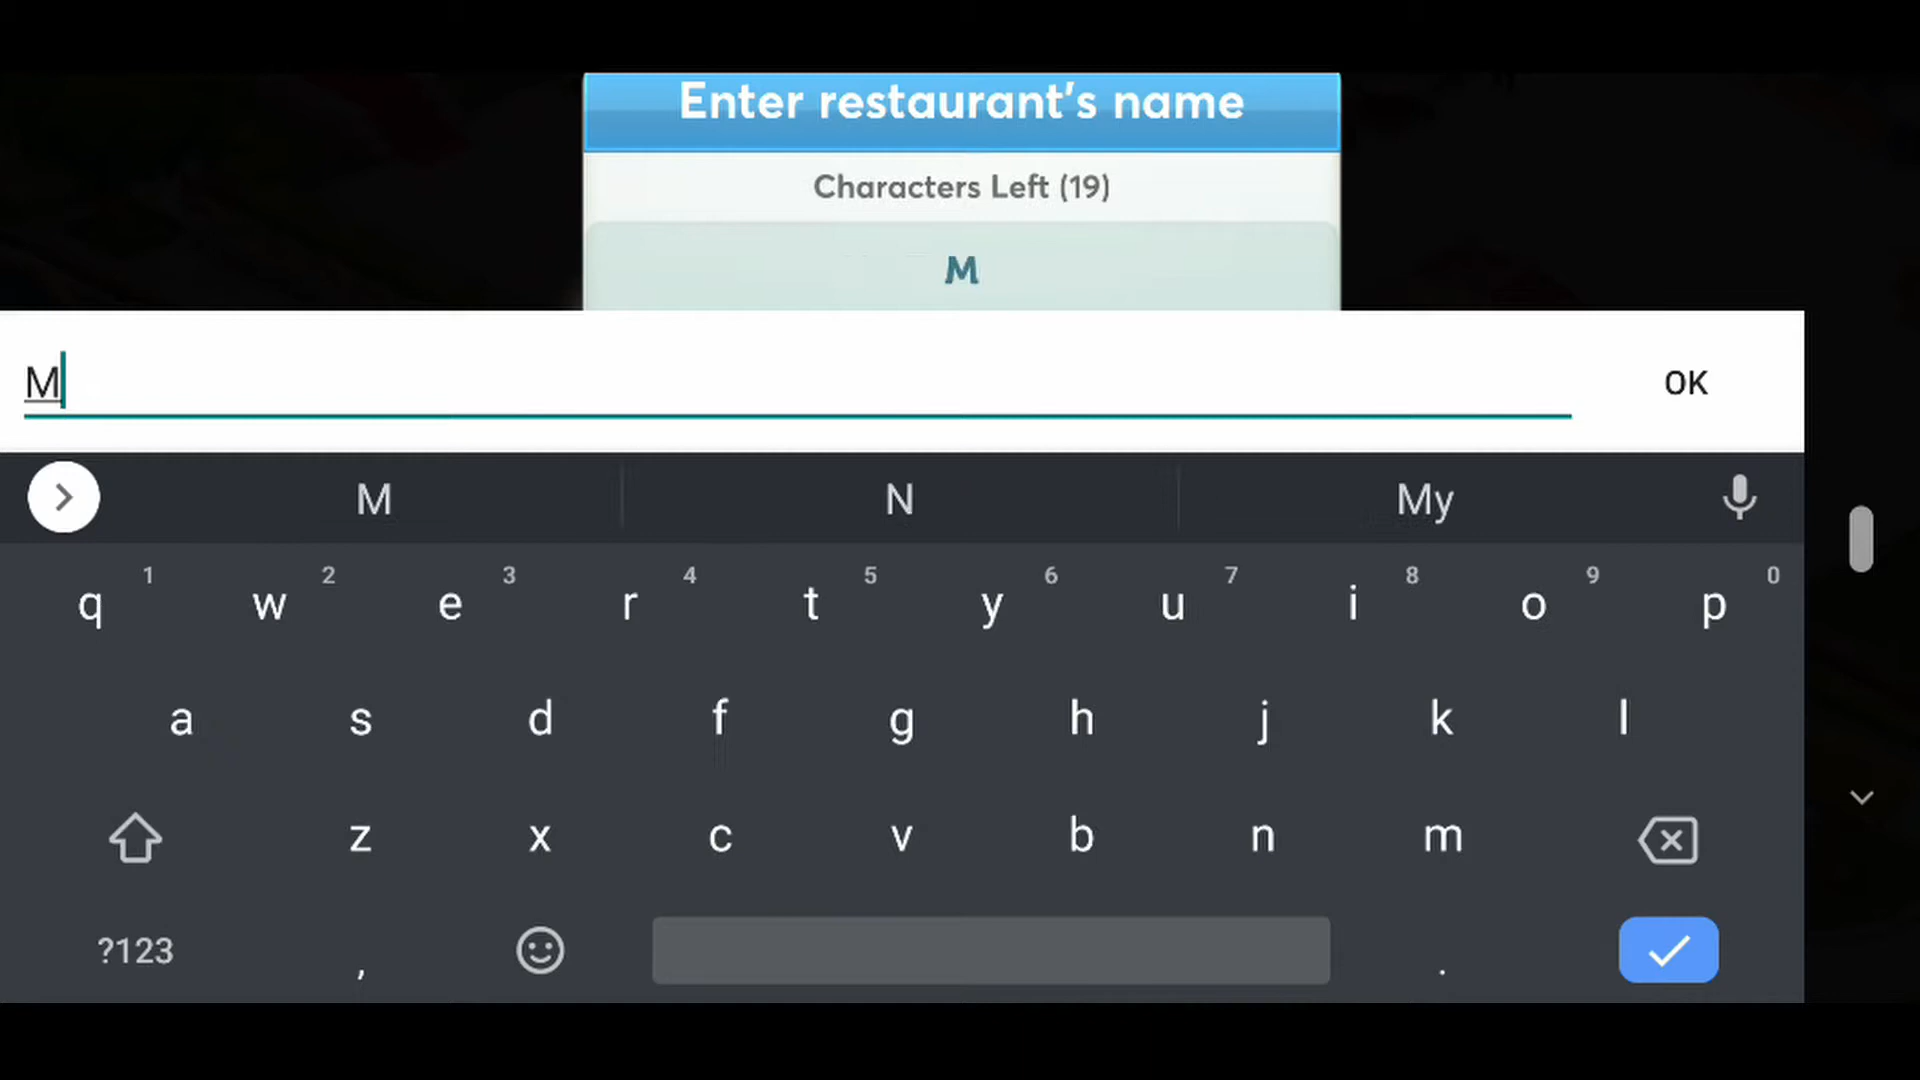 Enter restaurant's name
Characters Left (19)
M
M
OK
M N My
1 2 3 4 5 6 7 8 9 0
q w e r t y u i o p
a s d f g h j k l
z x c v b n m
?123 , .